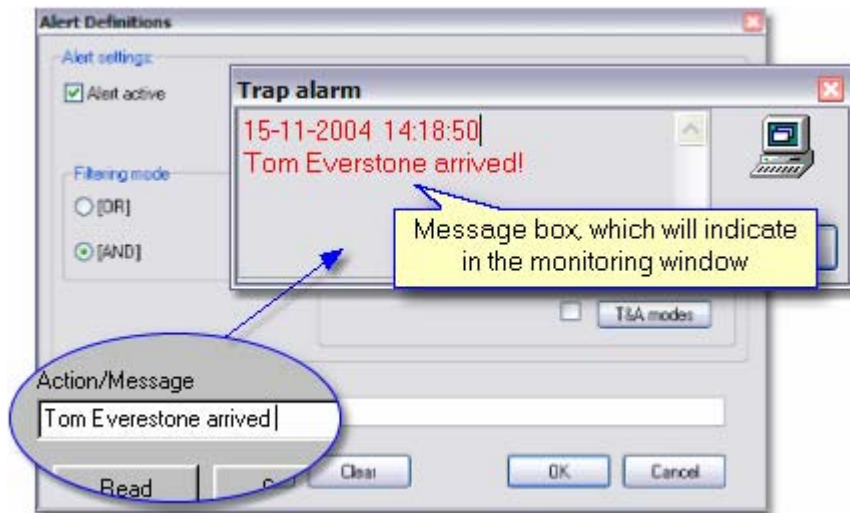 Alert Definitions
Alert settings:
Alert active
Trap alarm
15-11-2004 14:18:50
Tom Everstone arrived!
Filtering mode
[OR]
[AND]
Message box, which will indicate
in the monitoring window
T&A modes
Action/Message
Tom Everestone arrived
Read
Clear
OK
Cancel